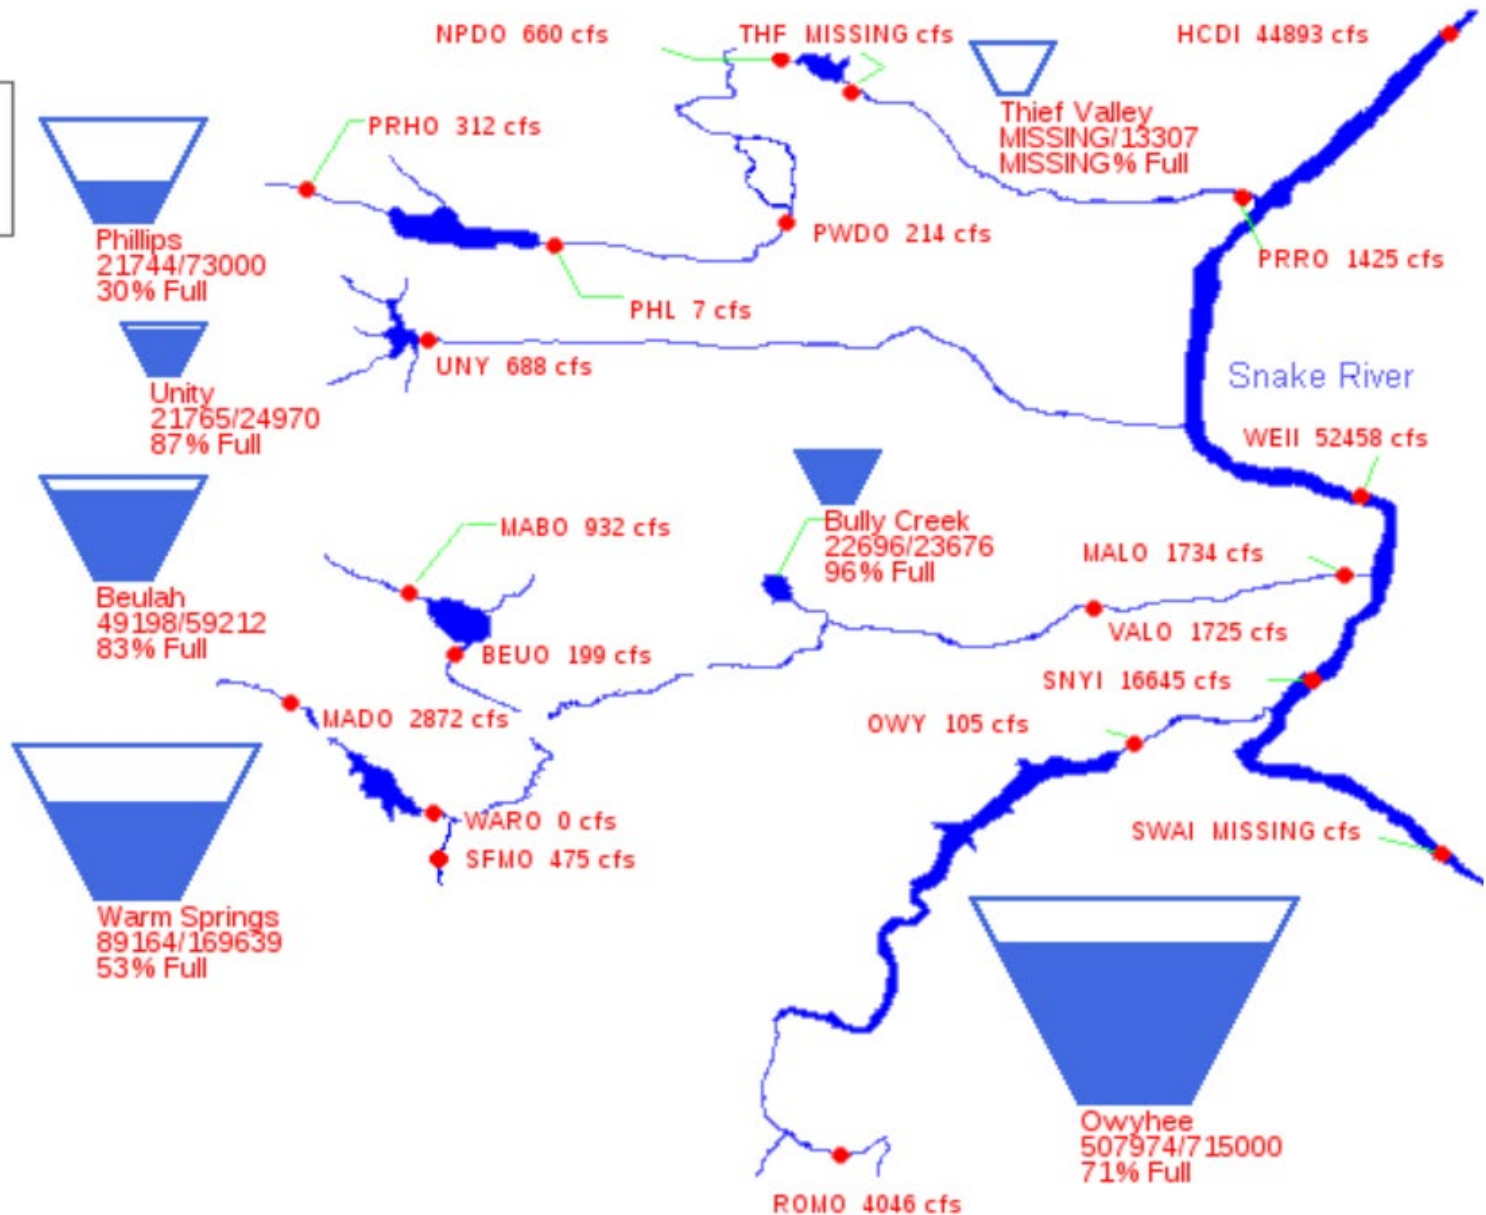 NPDO 660 cfs
THF MISSING cfs
HCDI 44893 cfs
Thief Valley
MISSING/13307
MISSING% Full
PRHO 312 cfs
Phillips
21744/73000
30% Full
PWDO 214 cfs
PRRO 1425 cfs
PHL 7 cfs
UNY 688 cfs
Unity
21765/24970
87% Full
Snake River
WEII 52458 cfs
Bully Creek
22696/23676
96% Full
MABO 932 cfs
MALO 1734 cfs
Beulah
49198/59212
83% Full
BEUO 199 cfs
VALO 1725 cfs
SNYI 16645 cfs
MADO 2872 cfs
OWY 105 cfs
WARO 0 cfs
SFMO 475 cfs
SWAI MISSING cfs
Warm Springs
89164/169639
53% Full
Owyhee
507974/715000
71% Full
ROMO 4046 cfs